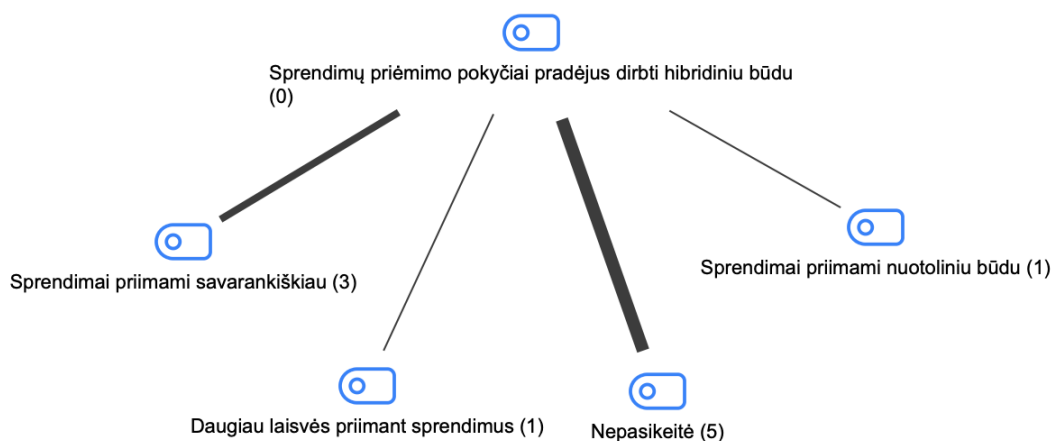 Sprendimų priėmimo pokyčiai pradėjus dirbti hibridiniu būdu
(0)
Sprendimai priimami savarankiškiau (3)
Sprendimai priimami nuotoliniu būdu (1)
Daugiau laisvės priimant sprendimus (1)
Nepasikeitė (5)